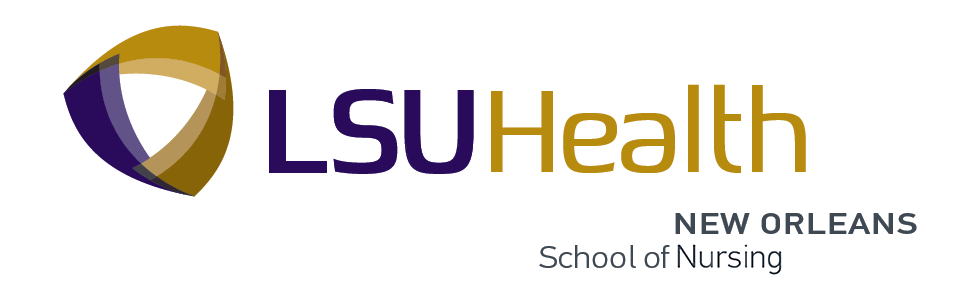 LSUHealth
NEW ORLEANS
School of Nursing